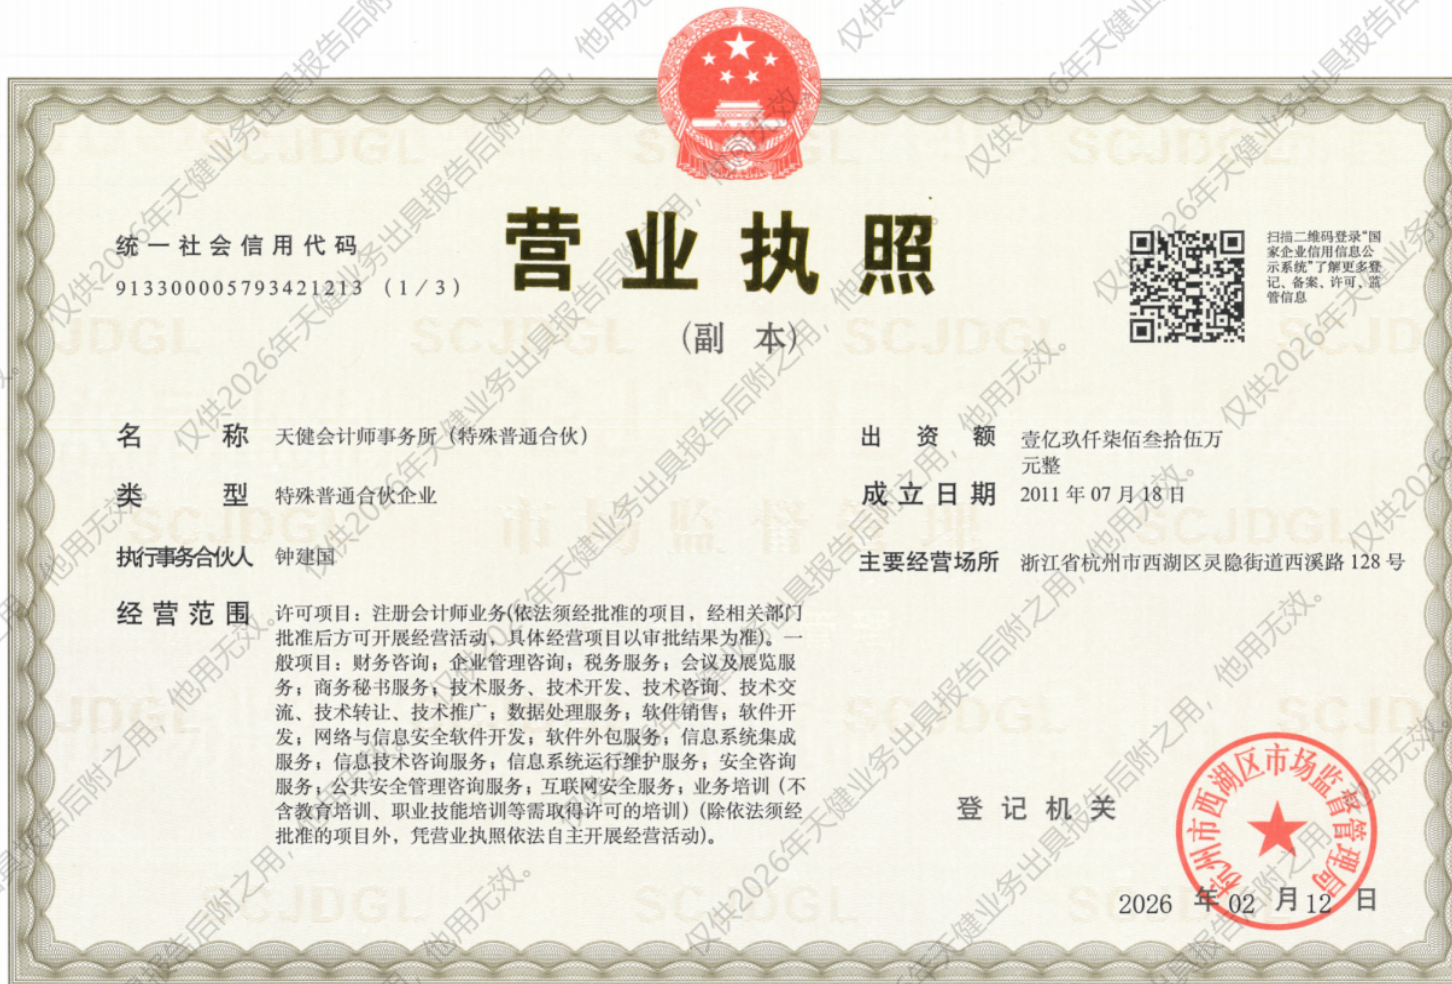 营业执照
（副 本）
统一社会信用代码
913300005793421213 (1/3)
扫描二维码登录“国
家企业信用信息公
示系统”了解更多登
记、备案、许可、监
管信息
名 称 天健会计师事务所（特殊普通合伙）
类 型 特殊普通合伙企业
执行事务合伙人 钟建国
经营范围 许可项目：注册会计师业务(依法须经批准的项目，经相关部门
批准后方可开展经营活动，具体经营项目以审批结果为准)。一
般项目：财务咨询；企业管理咨询；税务服务；会议及展览服
务；商务秘书服务；技术服务、技术开发、技术咨询、技术交
流、技术转让、技术推广；数据处理服务；软件销售；软件开
发；网络与信息安全软件开发；软件外包服务；信息系统集成
服务；信息技术咨询服务；信息系统运行维护服务；安全咨询
服务；公共安全管理咨询服务；互联网安全服务；业务培训（不
含教育培训、职业技能培训等需取得许可的培训）(除依法须经
批准的项目外，凭营业执照依法自主开展经营活动)。
出 资 额 壹亿玖仟柒佰叁拾伍万
元整
成立日期 2011 年 07 月 18 日
主要经营场所 浙江省杭州市西湖区灵隐街道西溪路 128 号
登记机关
杭州市西湖区市场监督管理局
2026 年 02 月 12 日
仅供2026年天健业务出具报告后附之用，他用无效。
SCJDGL
市场监督管理